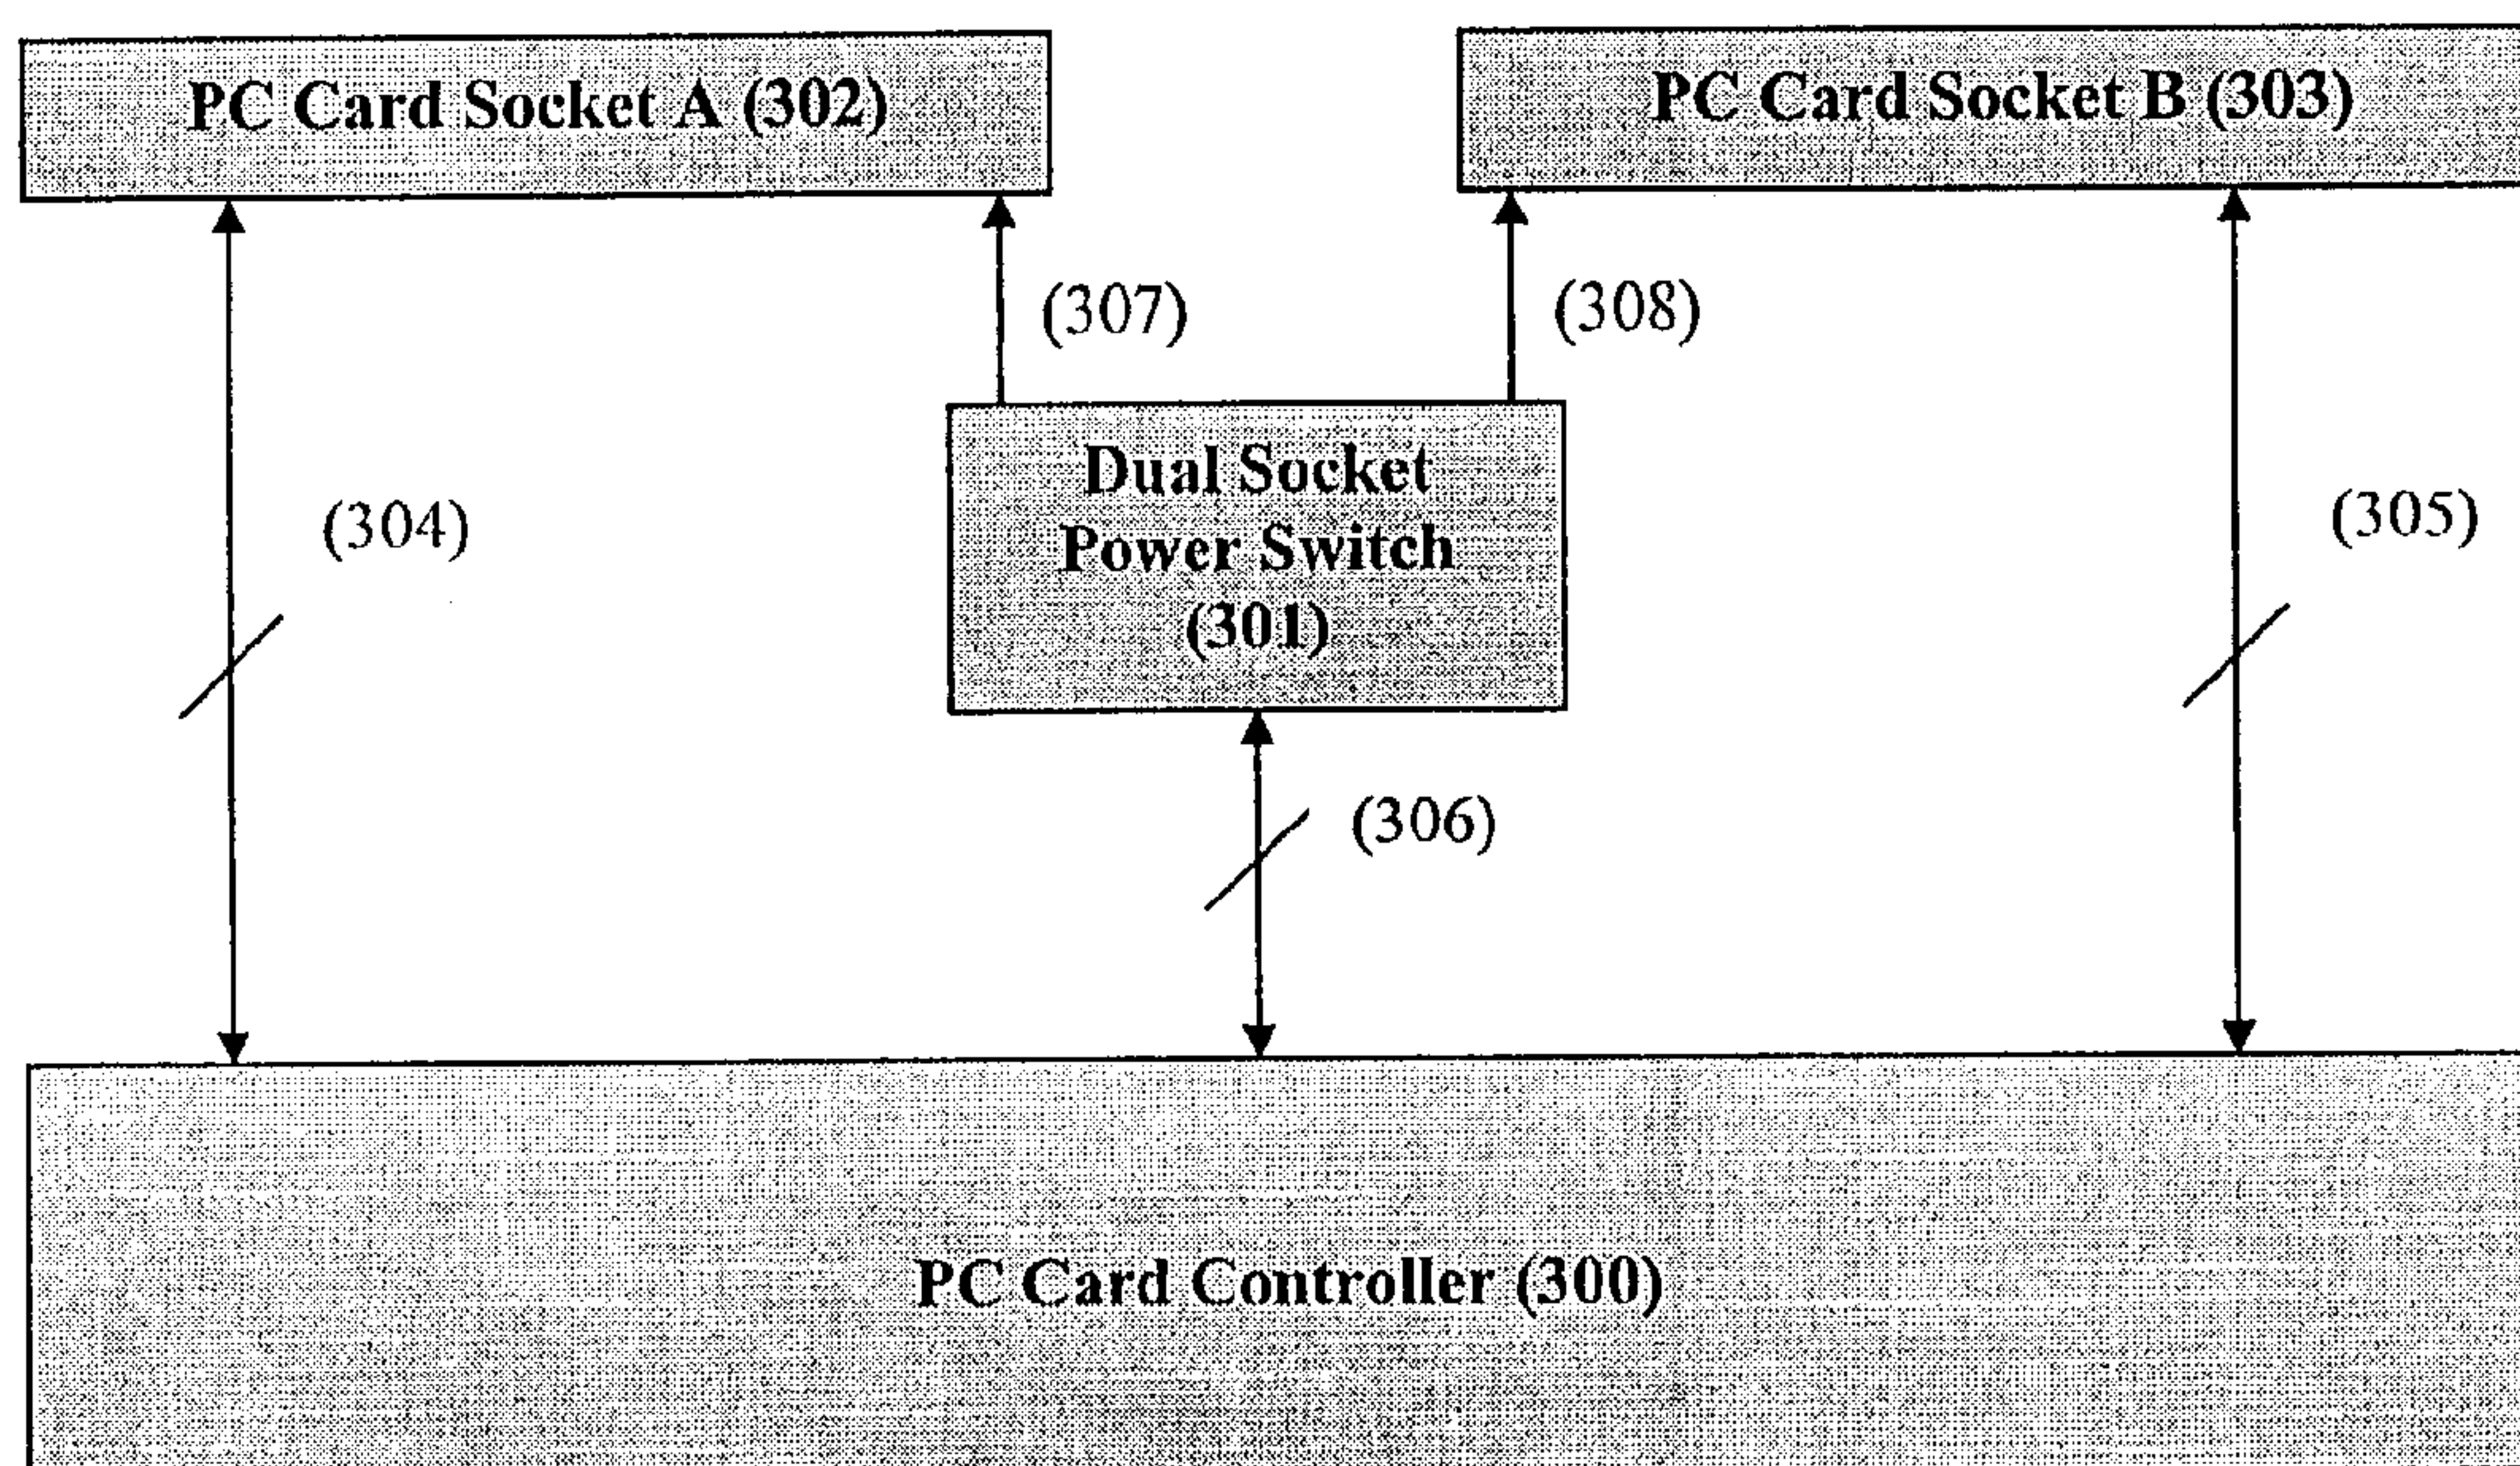 PC Card Socket A (302)
PC Card Socket B (303)
(307)
(308)
Dual Socket
Power Switch
(301)
(304)
(305)
(306)
PC Card Controller (300)